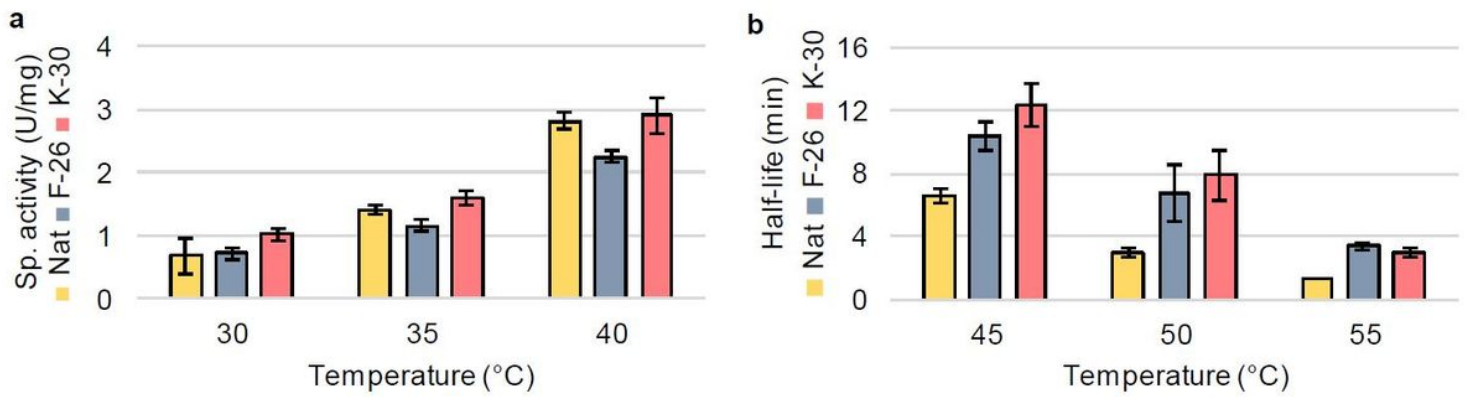 a
Sp. activity (U/mg)
Nat F-26 K-30
4
3
2
1
0
30 35 40
Temperature (°C)
b
Half-life (min)
Nat F-26 K-30
16
12
8
4
0
45 50 55
Temperature (°C)